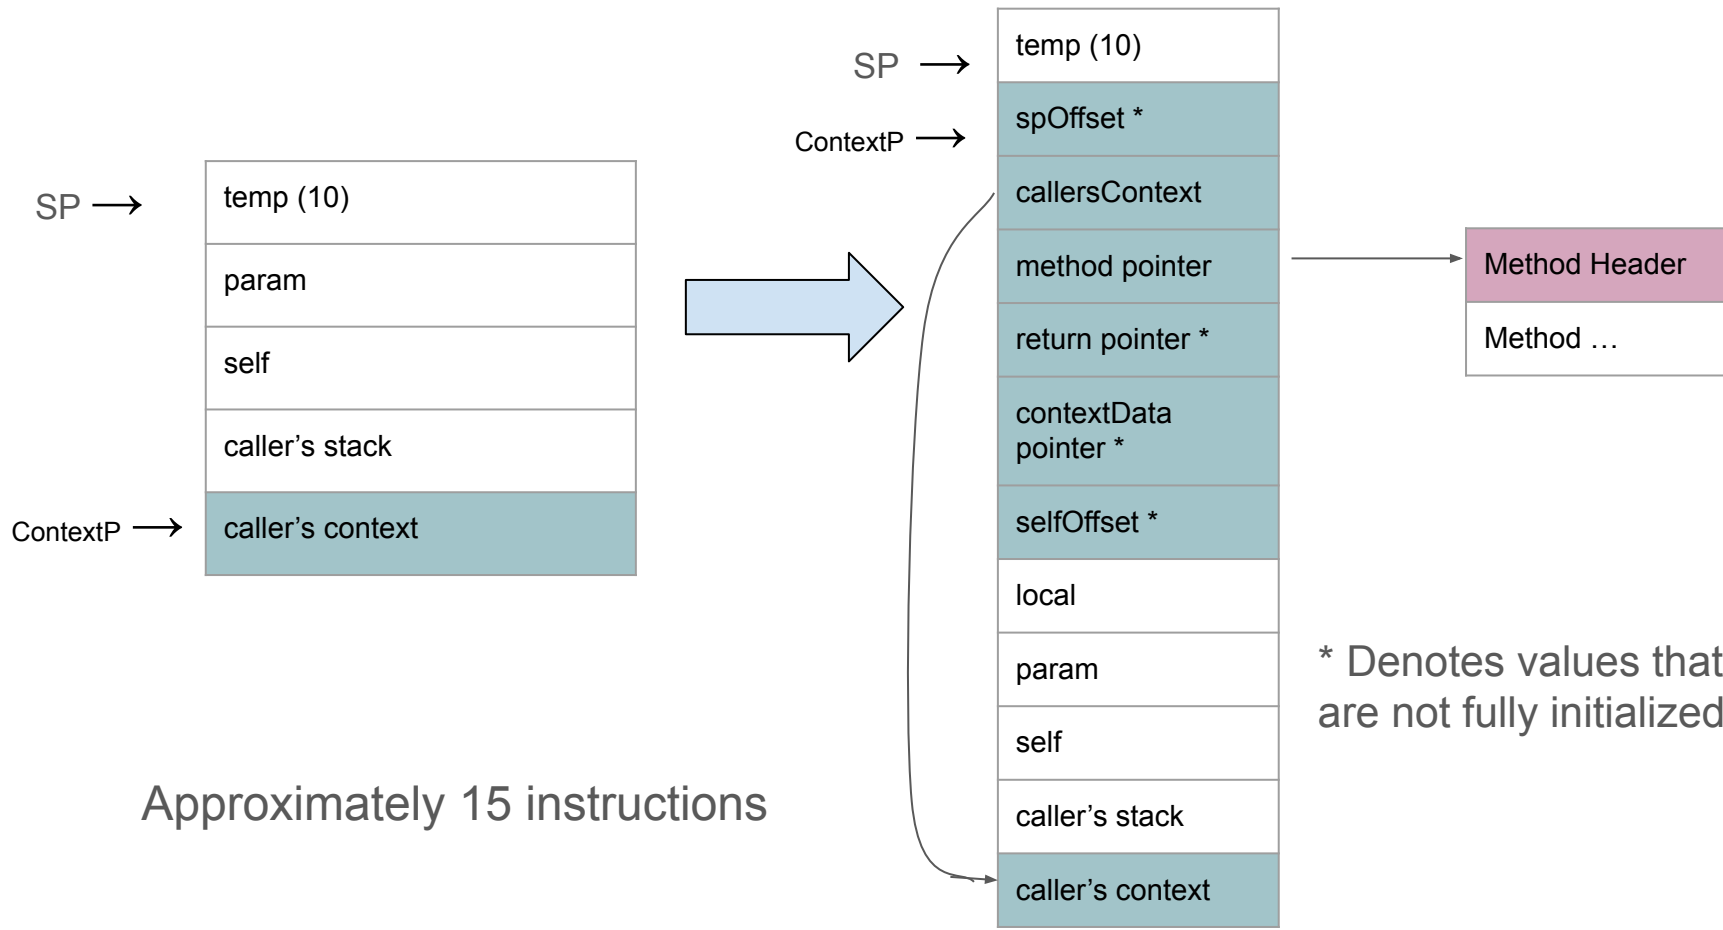 SP
temp (10)
param
self
caller’s stack
ContextP
caller’s context
Approximately 15 instructions
SP
temp (10)
spOffset *
ContextP
callersContext
method pointer
return pointer *
contextData
pointer *
selfOffset *
local
param
self
caller’s stack
caller’s context
Method Header
Method …
* Denotes values that
are not fully initialized